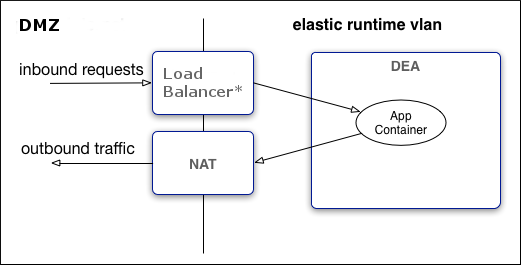 DMZ
elastic runtime vlan
inbound requests
Load
Balancer*
DEA
App
Container
outbound traffic
NAT